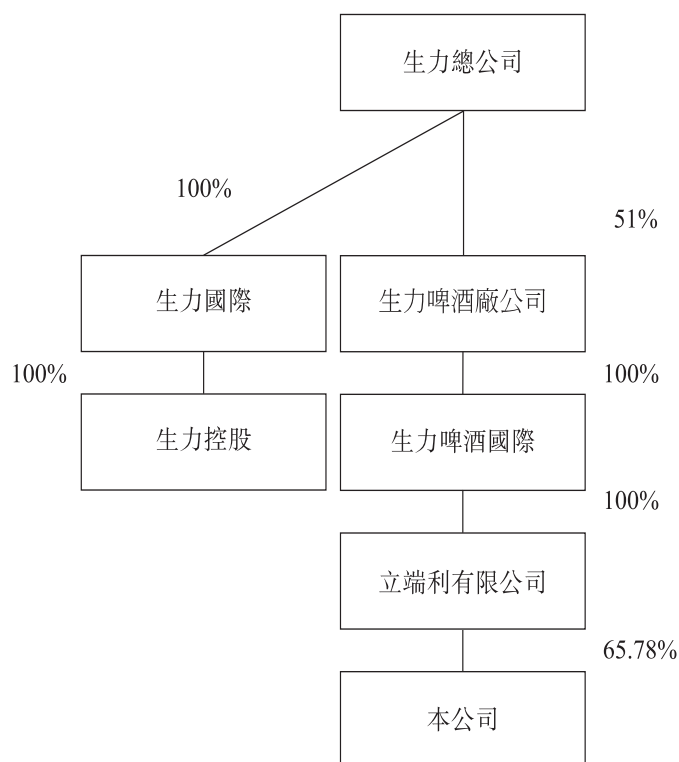 生力總公司
100%
51%
生力國際
生力啤酒廠公司
100%
100%
生力控股
生力啤酒國際
100%
立端利有限公司
65.78%
本公司